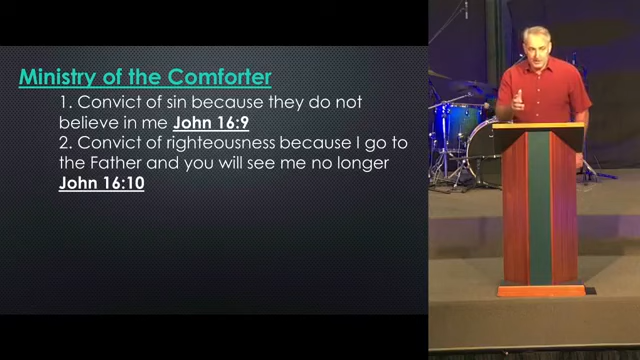 Ministry of the Comforter
1. Convict of sin because they do not
believe in me John 16:9
2. Convict of righteousness because I go to
the Father and you will see me no longer
John 16:10